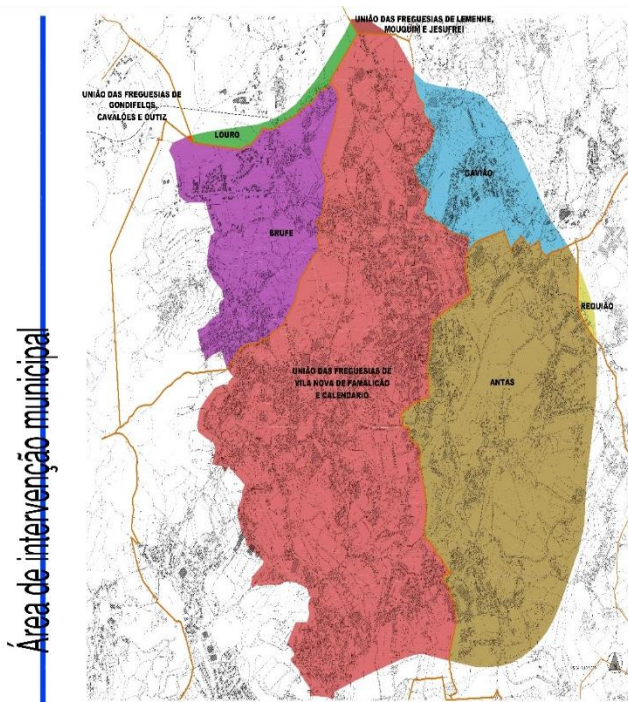 UNIÃO DAS FREGUESIAS DE LEMENHE,
MOUQUIM E JESUFREI
UNIÃO DAS FREGUESIAS DE
GONDIFELOS,
CAVALÕES E OUTIZ
LOURO
GAVIÃO
BRUFE
REQUIÃO
UNIÃO DAS FREGUESIAS DE
VILA NOVA DE FAMALICÃO
E CALENDÁRIO
ANTAS
Área de intervenção municipal